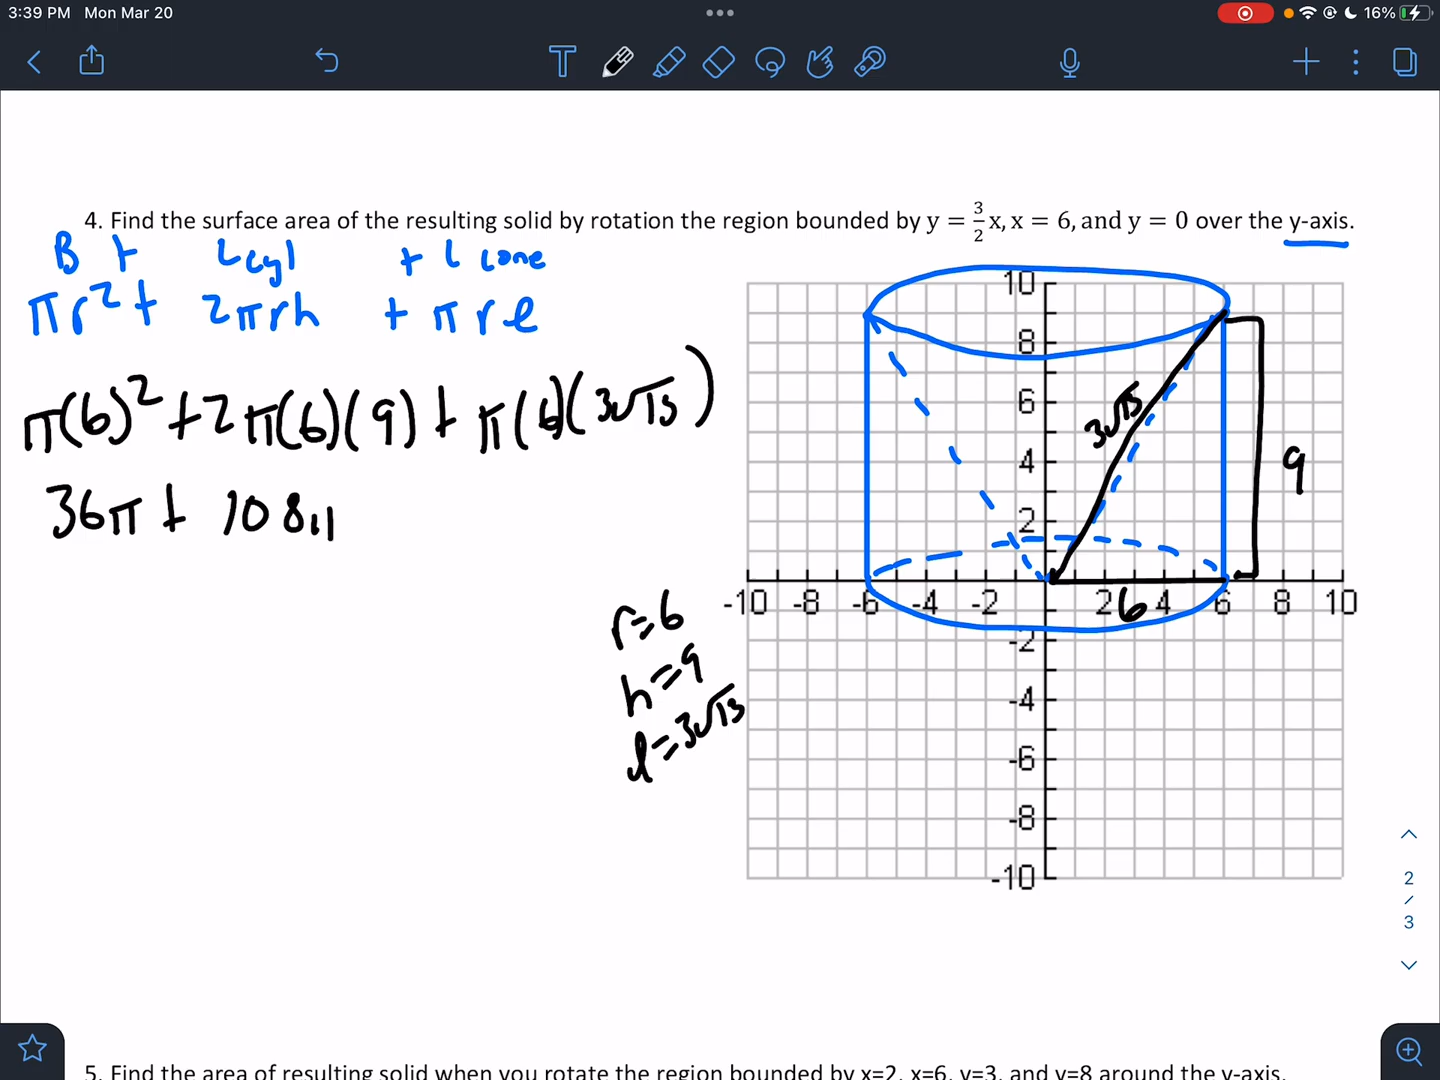 3:39 PM Mon Mar 20
16%
4. Find the surface area of the resulting solid by rotation the region bounded by y = 3/2 x, x = 6, and y = 0 over the y-axis.
B + L cyl + L cone
πr² + 2πrh + πrl
π(6)² + 2π(6)(9) + π(6)(3√13)
36π + 108π
r=6
h=9
l=3√13
10
8
6
4
2
-10 -8 -6 -4 -2 2 4 6 8 10
-2
-4
-6
-8
-10
3√13
9
6
2
/
3
5. Find the area of resulting solid when you rotate the region bounded by x=2, x=6, y=3, and y=8 around the y-axis.